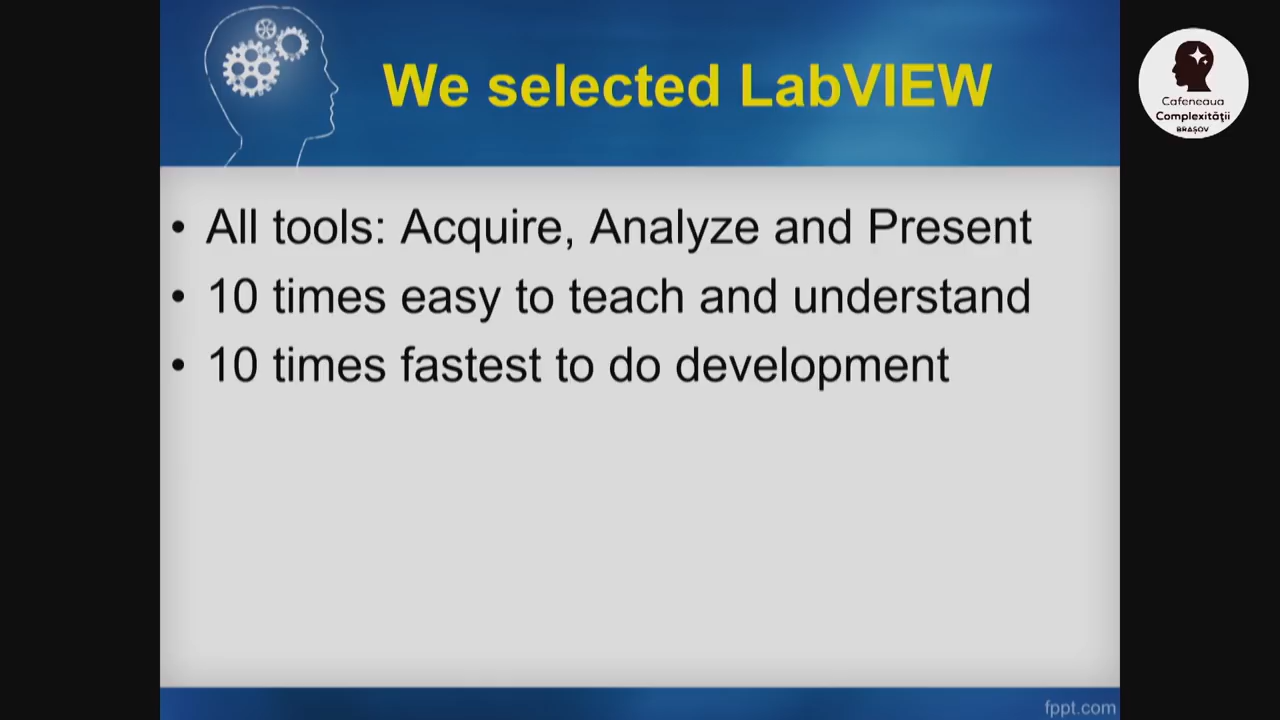 We selected LabVIEW
Cafeneaua
Complexității
BRAȘOV
• All tools: Acquire, Analyze and Present
• 10 times easy to teach and understand
• 10 times fastest to do development
fppt.com